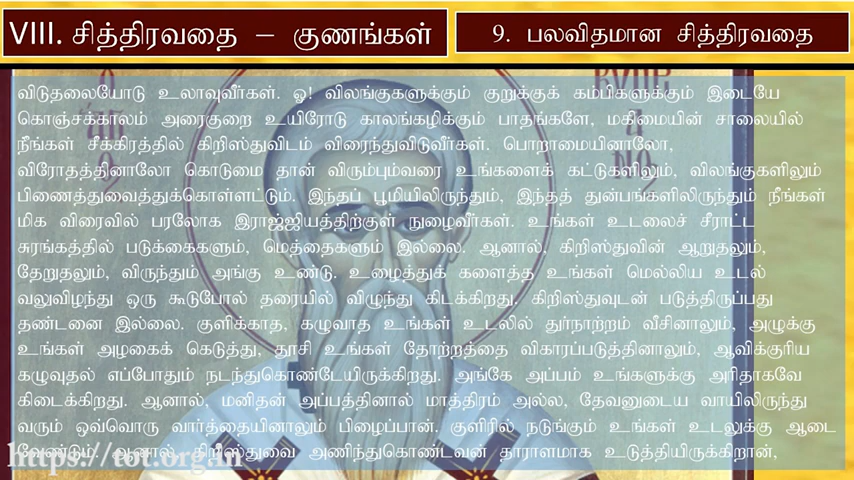 VIII. சித்திரவதை – குணங்கள்
9. பலவிதமான சித்திரவதை
விடுதலையோடு உலாவுவீர்கள். ஓ! விலங்குகளுக்கும் குறுக்குக் கம்பிகளுக்கும் இடையே
கொஞ்சக்காலம் அரைகுறை உயிரோடு காலங்கழிக்கும் பாதங்களே, மகிமையின் சாலையில்
நீங்கள் சீக்கிரத்தில் கிறிஸ்துவிடம் விரைந்துவிடுவீர்கள். பொறாமையினாலோ,
விரோதத்தினாலோ கொடுமை தான் விரும்பும்வரை உங்களைக் கட்டுகளிலும், விலங்குகளிலும்
பிணைத்துவைத்துக்கொள்ளட்டும். இந்தப் பூமியிலிருந்தும், இந்தத் துன்பங்களிலிருந்தும் நீங்கள்
மிக விரைவில் பரலோக இராஜ்ஜியத்திற்குள் நுழைவீர்கள். உங்கள் உடலைச் சீராட்ட
சுரங்கத்தில் படுக்கைகளும், மெத்தைகளும் இல்லை. ஆனால், கிறிஸ்துவின் ஆறுதலும்,
தேறுதலும், விருந்தும் அங்கு உண்டு. உழைத்துக் களைத்த உங்கள் மெல்லிய உடல்
வலுவிழந்து ஒரு கூடுபோல் தரையில் விழுந்து கிடக்கிறது. கிறிஸ்துவுடன் படுத்திருப்பது
தண்டனை இல்லை. குளிக்காத, கழுவாத உங்கள் உடலில் துர்நாற்றம் வீசினாலும், அழுக்கு
உங்கள் அழகைக் கெடுத்து, தூசி உங்கள் தோற்றத்தை விகாரப்படுத்தினாலும், ஆவிக்குரிய
கழுவுதல் எப்போதும் நடந்துகொண்டேயிருக்கிறது. அங்கே அப்பம் உங்களுக்கு அரிதாகவே
கிடைக்கிறது. ஆனால், மனிதன் அப்பத்தினால் மாத்திரம் அல்ல, தேவனுடைய வாயிலிருந்து
வரும் ஒவ்வொரு வார்த்தையினாலும் பிழைப்பான். குளிரில் நடுங்கும் உங்கள் உடலுக்கு ஆடை
வேண்டும். ஆனால், கிறிஸ்துவை அணிந்துகொண்டவன் தாராளமாக உடுத்தியிருக்கிறான்,
https://tot.org.in